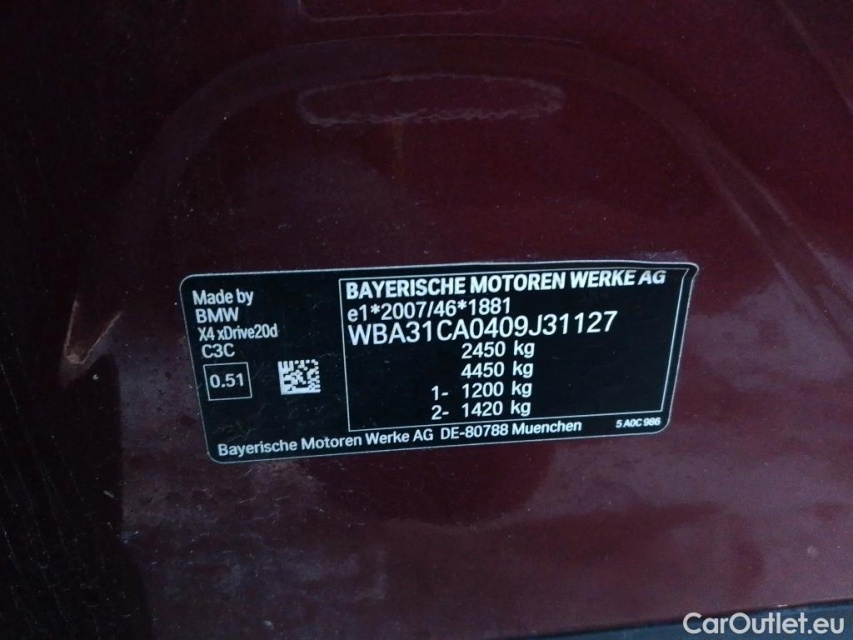 Made by
BMW
X4 xDrive20d
C3C
0.51
BAYERISCHE MOTOREN WERKE AG
e1*2007/46*1881
WBA31CA0409J31127
2450 kg
4450 kg
1- 1200 kg
2- 1420 kg
Bayerische Motoren Werke AG DE-80788 Muenchen
5 A0C 986
CarOutlet.eu